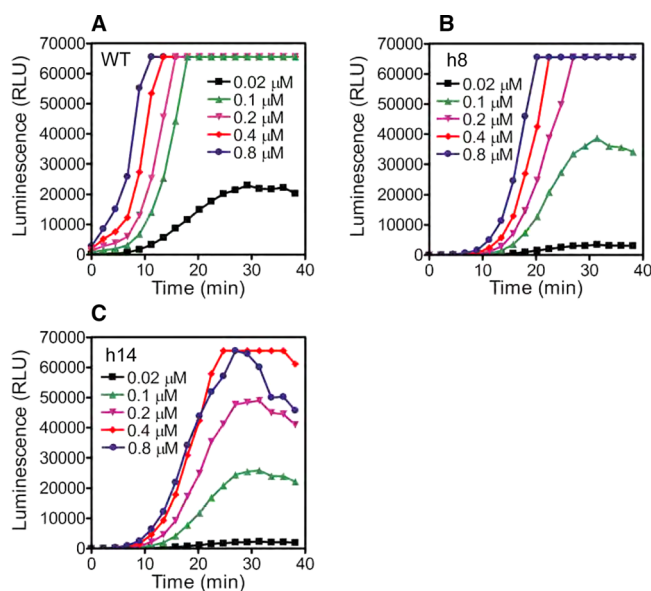 A
Luminescence (RLU)
70000
60000
50000
40000
30000
20000
10000
0
WT
0.02 µM
0.1 µM
0.2 µM
0.4 µM
0.8 µM
0 10 20 30 40
Time (min)
B
Luminescence (RLU)
70000
60000
50000
40000
30000
20000
10000
0
h8
0.02 µM
0.1 µM
0.2 µM
0.4 µM
0.8 µM
0 10 20 30 40
Time (min)
C
Luminescence (RLU)
70000
60000
50000
40000
30000
20000
10000
0
h14
0.02 µM
0.1 µM
0.2 µM
0.4 µM
0.8 µM
0 10 20 30 40
Time (min)